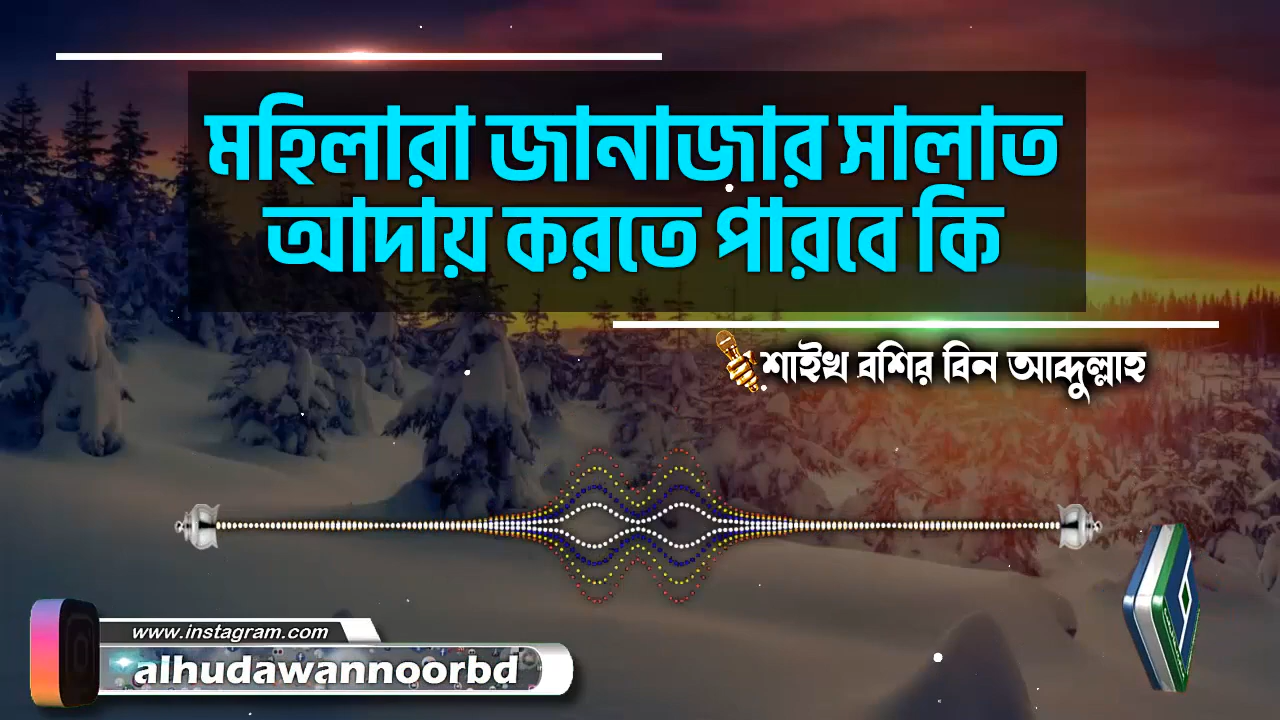 মহিলারা জানাজার সালাত
আদায় করতে পারবে কি
শাইখ বশির বিন আব্দুল্লাহ
www.instagram.com
alhudawannoorbd